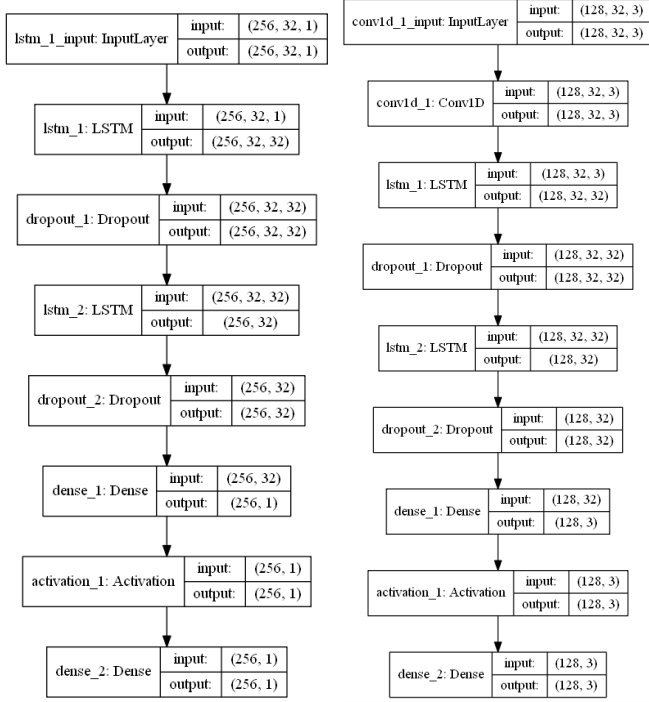 lstm_1_input: InputLayer input: (256, 32, 1)
output: (256, 32, 1)
lstm_1: LSTM input: (256, 32, 1)
output: (256, 32, 32)
dropout_1: Dropout input: (256, 32, 32)
output: (256, 32, 32)
lstm_2: LSTM input: (256, 32, 32)
output: (256, 32)
dropout_2: Dropout input: (256, 32)
output: (256, 32)
dense_1: Dense input: (256, 32)
output: (256, 1)
activation_1: Activation input: (256, 1)
output: (256, 1)
dense_2: Dense input: (256, 1)
output: (256, 1)
conv1d_1_input: InputLayer input: (128, 32, 3)
output: (128, 32, 3)
conv1d_1: Conv1D input: (128, 32, 3)
output: (128, 32, 3)
lstm_1: LSTM input: (128, 32, 3)
output: (128, 32, 32)
dropout_1: Dropout input: (128, 32, 32)
output: (128, 32, 32)
lstm_2: LSTM input: (128, 32, 32)
output: (128, 32)
dropout_2: Dropout input: (128, 32)
output: (128, 32)
dense_1: Dense input: (128, 32)
output: (128, 3)
activation_1: Activation input: (128, 3)
output: (128, 3)
dense_2: Dense input: (128, 3)
output: (128, 3)